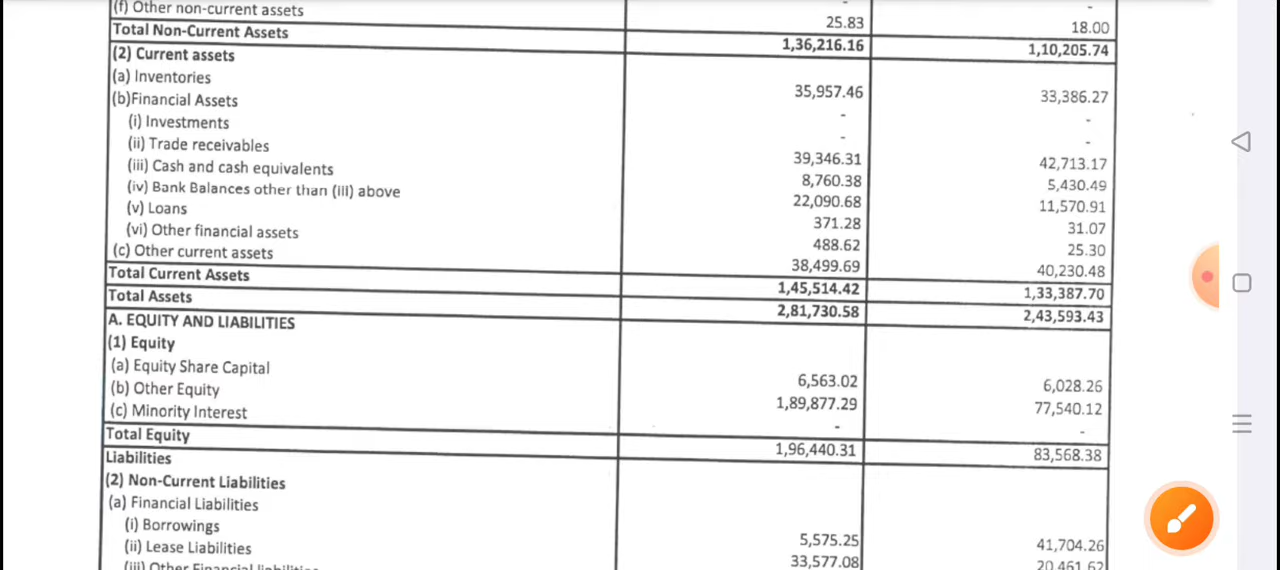 (f) Other non-current assets 25.83 18.00
Total Non-Current Assets 1,36,216.16 1,10,205.74
(2) Current assets
(a) Inventories 35,957.46 33,386.27
(b)Financial Assets - -
(i) Investments - -
(ii) Trade receivables 39,346.31 42,713.17
(iii) Cash and cash equivalents 8,760.38 5,430.49
(iv) Bank Balances other than (iii) above 22,090.68 11,570.91
(v) Loans 371.28 31.07
(vi) Other financial assets 488.62 25.30
(c) Other current assets 38,499.69 40,230.48
Total Current Assets 1,45,514.42 1,33,387.70
Total Assets 2,81,730.58 2,43,593.43
A. EQUITY AND LIABILITIES
(1) Equity
(a) Equity Share Capital 6,563.02 6,028.26
(b) Other Equity 1,89,877.29 77,540.12
(c) Minority Interest - -
Total Equity 1,96,440.31 83,568.38
Liabilities
(2) Non-Current Liabilities
(a) Financial Liabilities
(i) Borrowings 5,575.25 41,704.26
(ii) Lease Liabilities 33,577.08 20,461.62
(iii) Other Financial